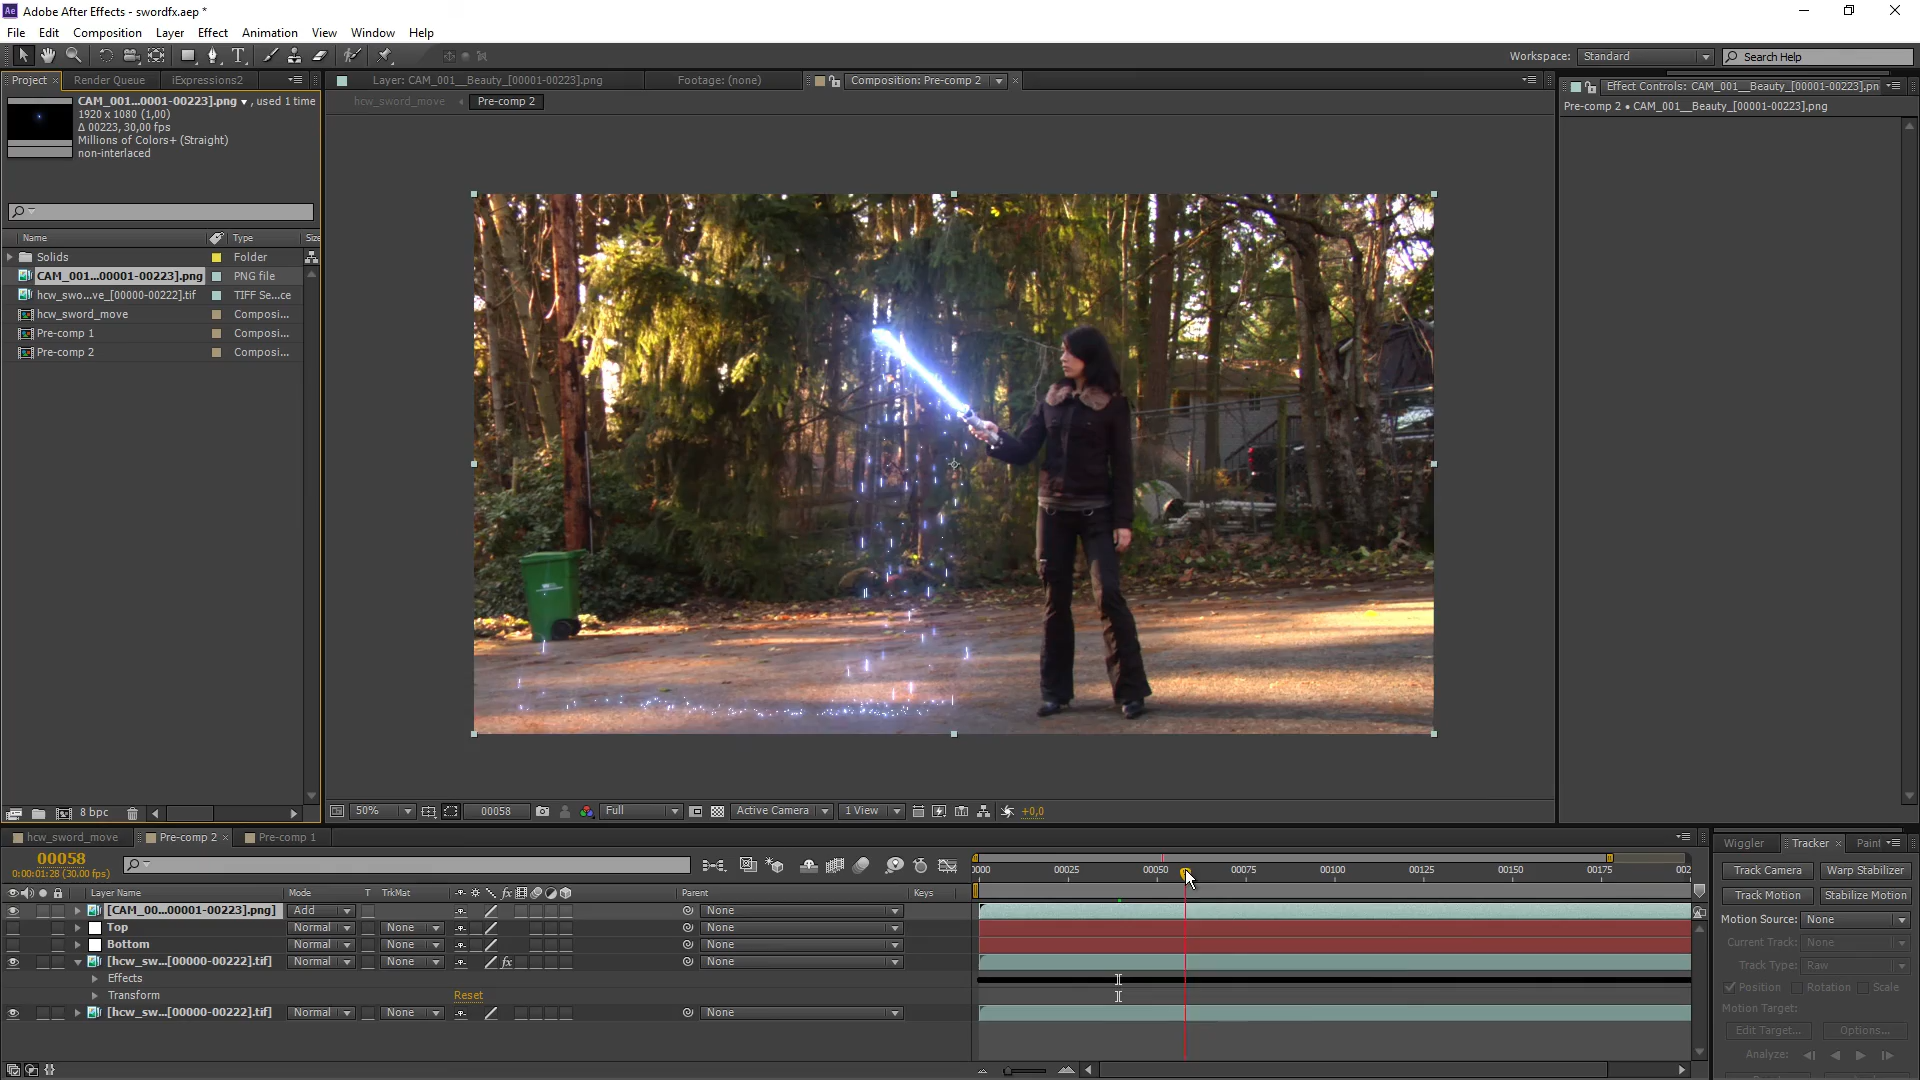 Ae Adobe After Effects - swordfx.aep *
File Edit Composition Layer Effect Animation View Window Help
Workspace: Standard Search Help
Project × Render Queue iExpressions2
Layer: CAM_001__Beauty_[00001-00223].png Footage: (none) Composition: Pre-comp 2 ×
Effect Controls: CAM_001__Beauty_[00001-00223].pn
hcw_sword_move Pre-comp 2
Pre-comp 2 • CAM_001__Beauty_[00001-00223].png
CAM_001...0001-00223].png , used 1 time
1920 x 1080 (1,00)
Δ 00223, 30,00 fps
Millions of Colors+ (Straight)
non-interlaced
Name Type Size
Solids Folder
CAM_001...00001-00223].png PNG file
hcw_swo...ve_[00000-00222].tif TIFF Se...ce
hcw_sword_move Composi...
Pre-comp 1 Composi...
Pre-comp 2 Composi...
8 bpc
50% 00058 Full Active Camera 1 View +0,0
hcw_sword_move Pre-comp 2 × Pre-comp 1
00058
0:00:01:28 (30.00 fps)
0000 00025 00050 00075 00100 00125 00150 00175 002
Layer Name Mode T TrkMat fx Parent Keys
[CAM_00...00001-00223].png] Add None
Top Normal None None
Bottom Normal None None
[hcw_sw...[00000-00222].tif] Normal None fx None
Effects
Transform Reset
[hcw_sw...[00000-00222].tif] Normal None None
Wiggler Tracker × Paint
Track Camera Warp Stabilizer
Track Motion Stabilize Motion
Motion Source: None
Current Track: None
Track Type: Raw
Position Rotation Scale
Motion Target:
Edit Target... Options...
Analyze: